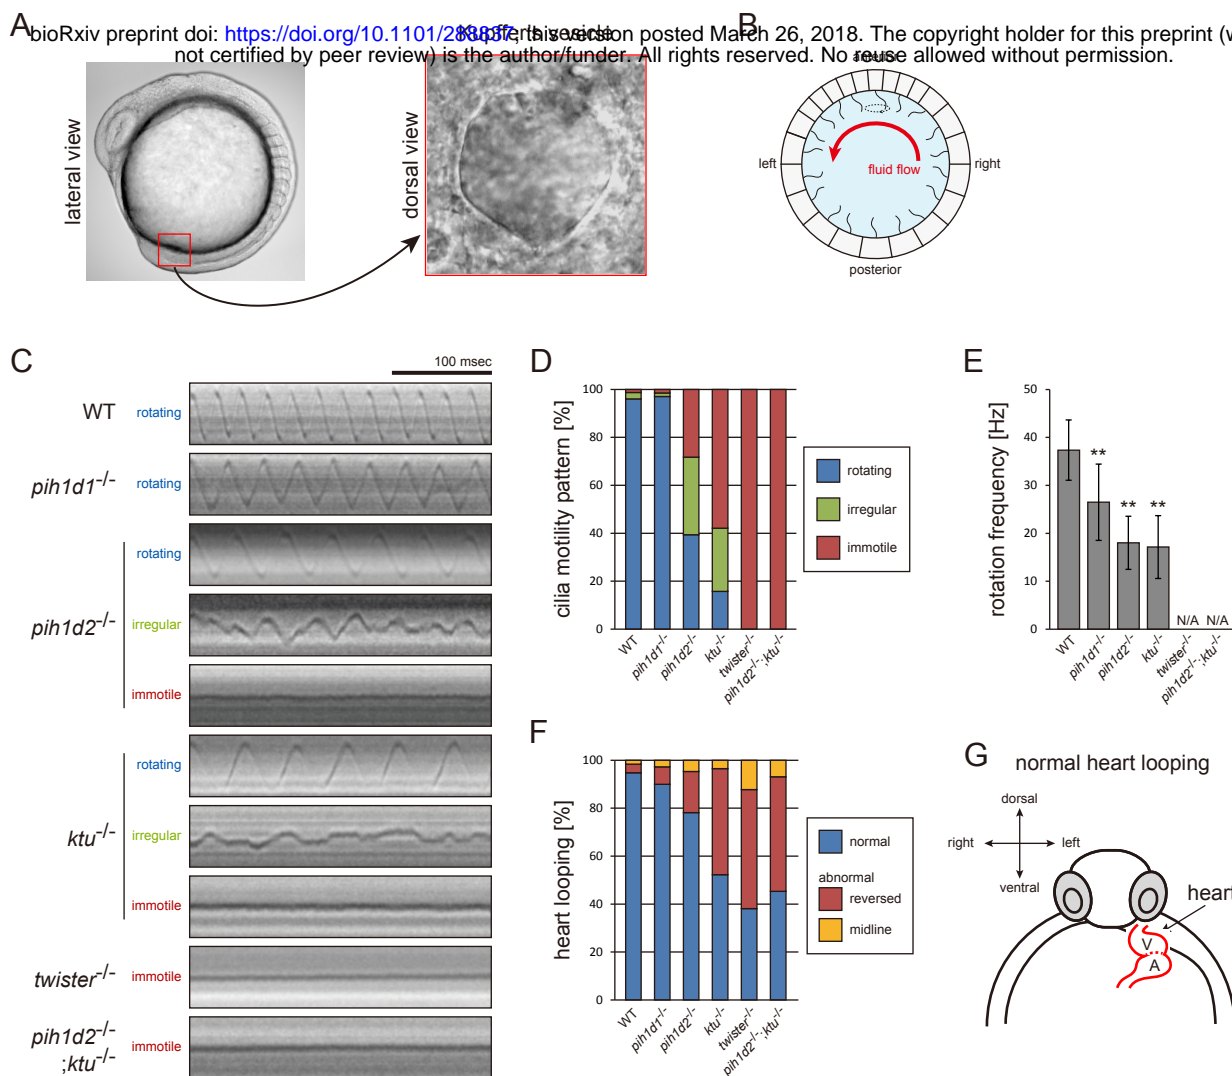 bioRxiv preprint doi: https://doi.org/10.1101/288837; this version posted March 26, 2018. The copyright holder for this preprint (w
not certified by peer review) is the author/funder. All rights reserved. No reuse allowed without permission.
A
Kupffer's vesicle
lateral view
dorsal view
B
anterior
left
right
fluid flow
posterior
C
100 msec
WT
rotating
pih1d1-/-
rotating
pih1d2-/-
rotating
irregular
immotile
ktu-/-
rotating
irregular
immotile
twister-/-
immotile
pih1d2-/-
;ktu-/-
immotile
D
cilia motility pattern [%]
100
80
60
40
20
0
WT
pih1d1-/-
pih1d2-/-
ktu-/-
twister-/-
pih1d2-/-;ktu-/-
rotating
irregular
immotile
E
rotation frequency [Hz]
50
40
30
20
10
0
**
**
**
N/A
N/A
WT
pih1d1-/-
pih1d2-/-
ktu-/-
twister-/-
pih1d2-/-;ktu-/-
F
heart looping [%]
100
80
60
40
20
0
WT
pih1d1-/-
pih1d2-/-
ktu-/-
twister-/-
pih1d2-/-;ktu-/-
normal
abnormal
reversed
midline
G
normal heart looping
dorsal
right
left
ventral
heart
V
A